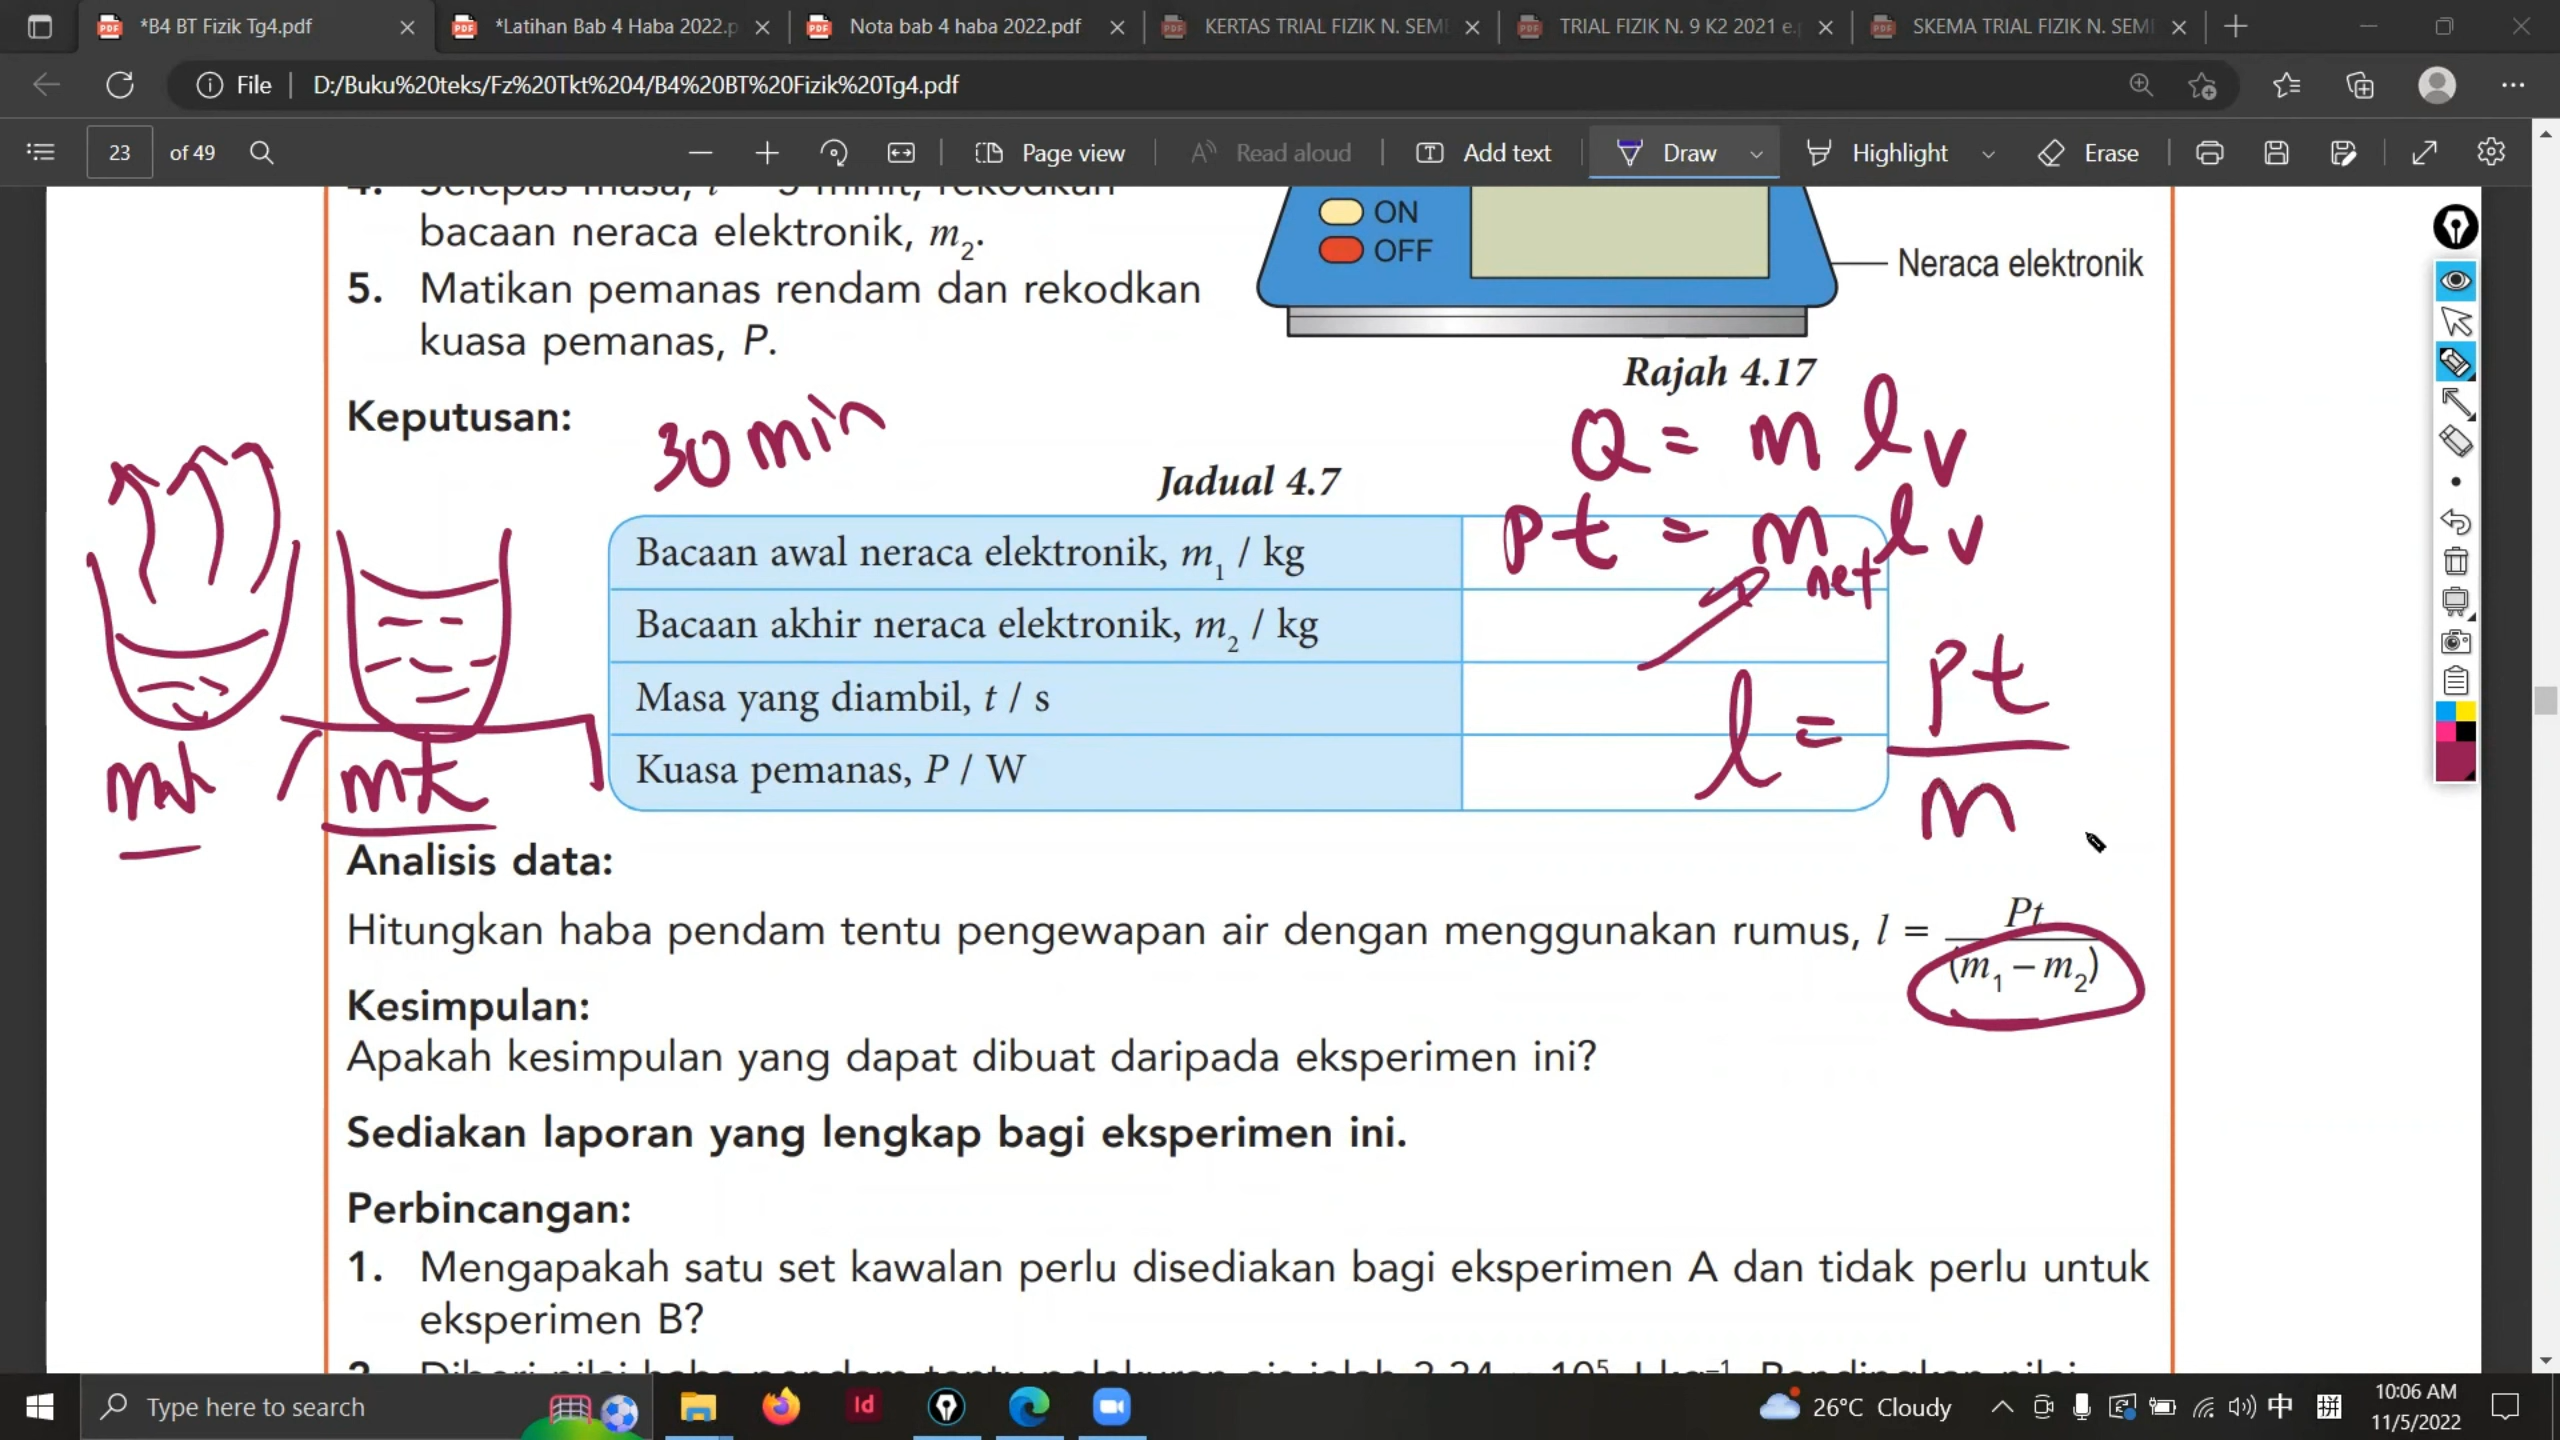 *B4 BT Fizik Tg4.pdf
*Latihan Bab 4 Haba 2022.p
Nota bab 4 haba 2022.pdf
KERTAS TRIAL FIZIK N. SEM
TRIAL FIZIK N. 9 K2 2021 e.
SKEMA TRIAL FIZIK N. SEM
File
D:/Buku%20teks/Fz%20Tkt%204/B4%20BT%20Fizik%20Tg4.pdf
23 of 49
Page view
Read aloud
Add text
Draw
Highlight
Erase
bacaan neraca elektronik, m₂.
5. Matikan pemanas rendam dan rekodkan
kuasa pemanas, P.
ON
OFF
Neraca elektronik
Rajah 4.17
Keputusan:
30 min
Q = m l v
Jadual 4.7
Pt = m net l v
Bacaan awal neraca elektronik, m₁ / kg
Bacaan akhir neraca elektronik, m₂ / kg
Masa yang diambil, t / s
Kuasa pemanas, P / W
l = Pt
m
Analisis data:
Hitungkan haba pendam tentu pengewapan air dengan menggunakan rumus, l = Pt
(m₁ – m₂)
Kesimpulan:
Apakah kesimpulan yang dapat dibuat daripada eksperimen ini?
Sediakan laporan yang lengkap bagi eksperimen ini.
Perbincangan:
1. Mengapakah satu set kawalan perlu disediakan bagi eksperimen A dan tidak perlu untuk
eksperimen B?
Type here to search
Id
26°C Cloudy
中
拼
10:06 AM
11/5/2022